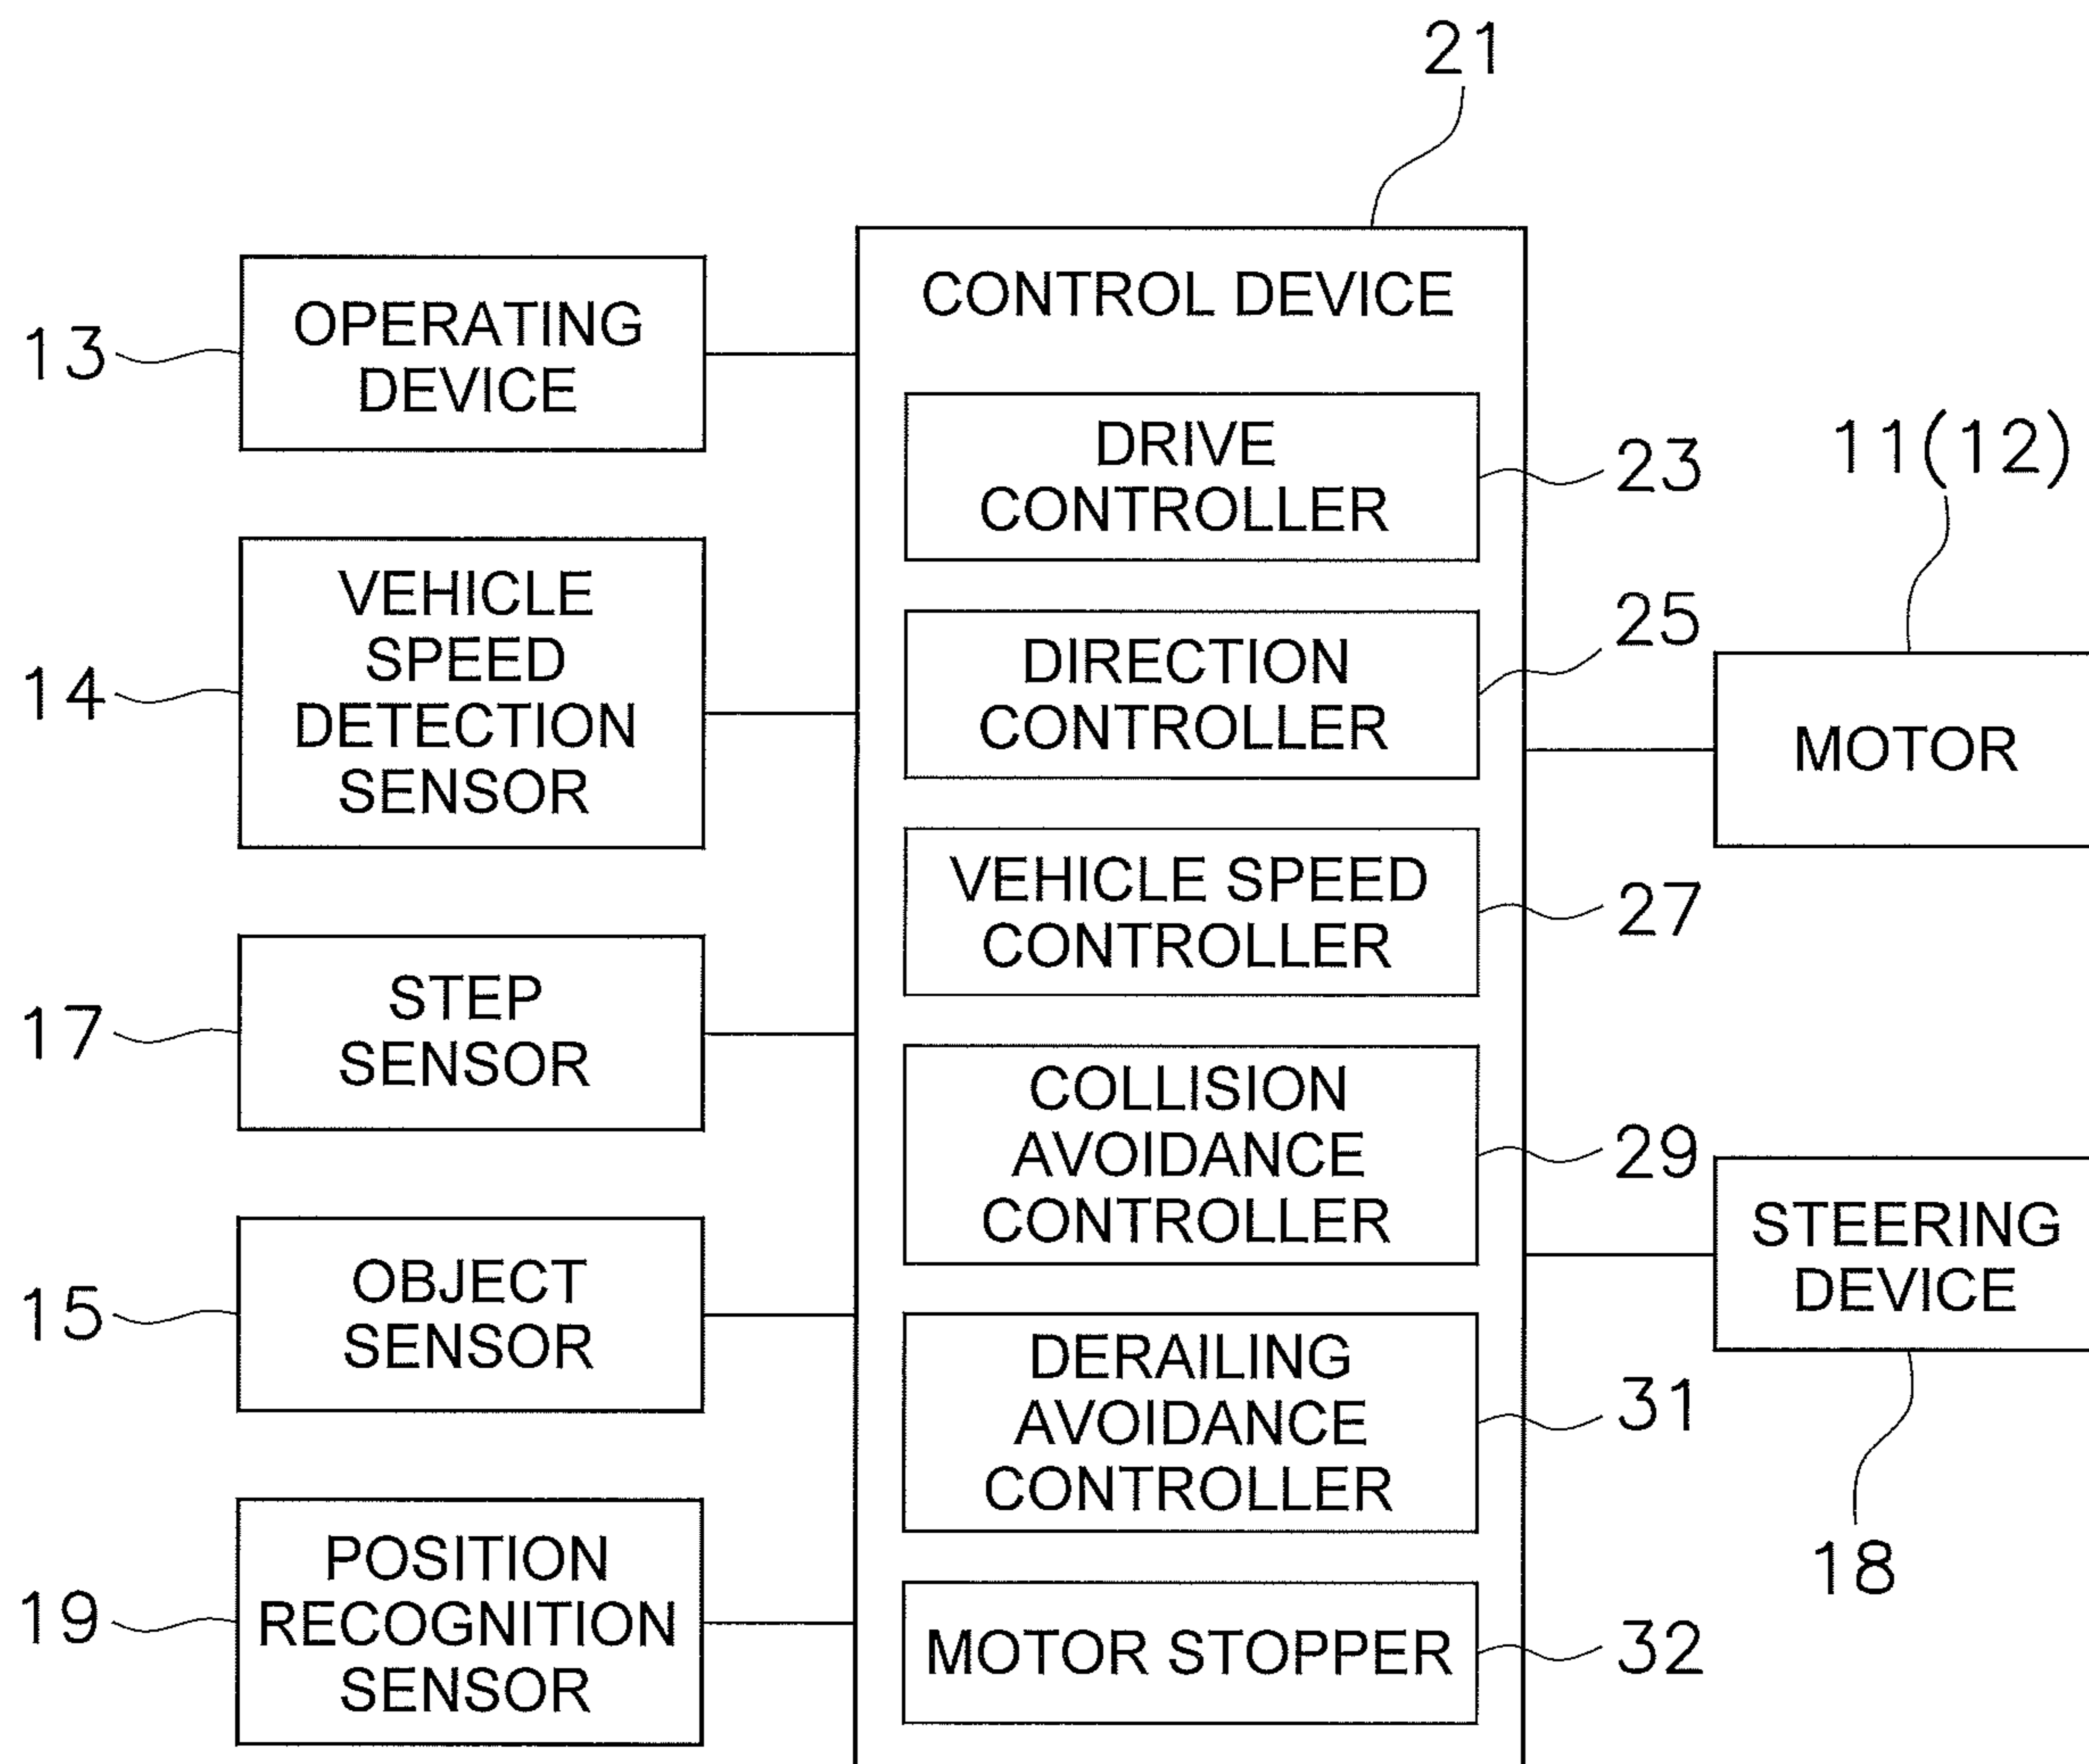 21
CONTROL DEVICE
13
OPERATING
DEVICE
14
VEHICLE
SPEED
DETECTION
SENSOR
17
STEP
SENSOR
15
OBJECT
SENSOR
19
POSITION
RECOGNITION
SENSOR
DRIVE
CONTROLLER
23
DIRECTION
CONTROLLER
25
VEHICLE SPEED
CONTROLLER
27
COLLISION
AVOIDANCE
CONTROLLER
29
DERAILING
AVOIDANCE
CONTROLLER
31
MOTOR STOPPER
32
11(12)
MOTOR
STEERING
DEVICE
18